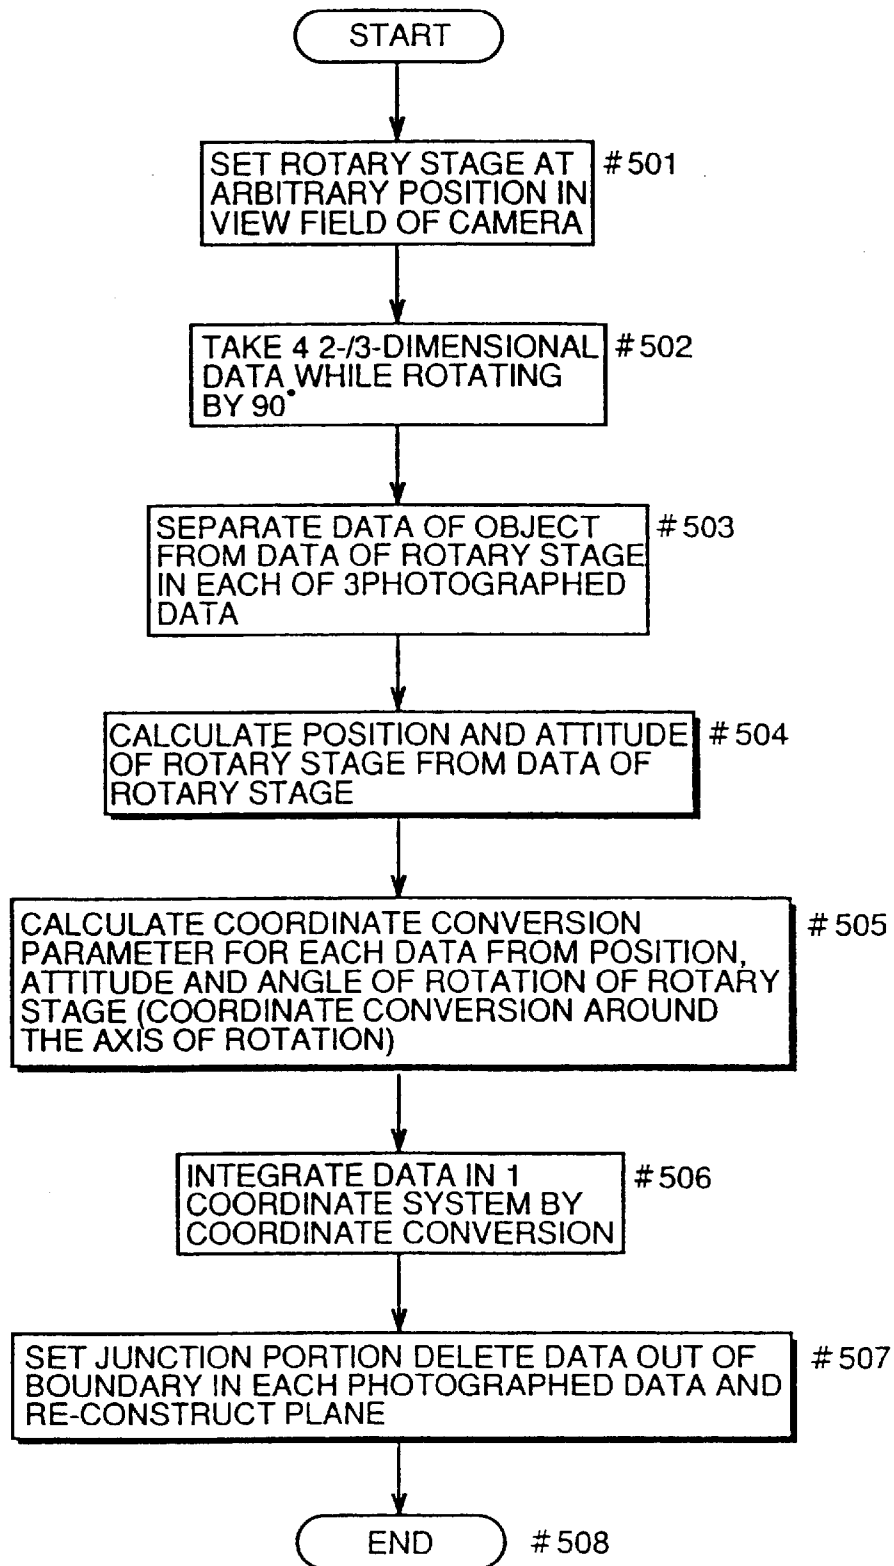 START
SET ROTARY STAGE AT
ARBITRARY POSITION IN
VIEW FIELD OF CAMERA
#501
TAKE 4 2-/3-DIMENSIONAL
DATA WHILE ROTATING
BY 90°
#502
SEPARATE DATA OF OBJECT
FROM DATA OF ROTARY STAGE
IN EACH OF 3PHOTOGRAPHED
DATA
#503
CALCULATE POSITION AND ATTITUDE
OF ROTARY STAGE FROM DATA OF
ROTARY STAGE
#504
CALCULATE COORDINATE CONVERSION
PARAMETER FOR EACH DATA FROM POSITION,
ATTITUDE AND ANGLE OF ROTATION OF ROTARY
STAGE (COORDINATE CONVERSION AROUND
THE AXIS OF ROTATION)
#505
INTEGRATE DATA IN 1
COORDINATE SYSTEM BY
COORDINATE CONVERSION
#506
SET JUNCTION PORTION DELETE DATA OUT OF
BOUNDARY IN EACH PHOTOGRAPHED DATA AND
RE-CONSTRUCT PLANE
#507
END
#508